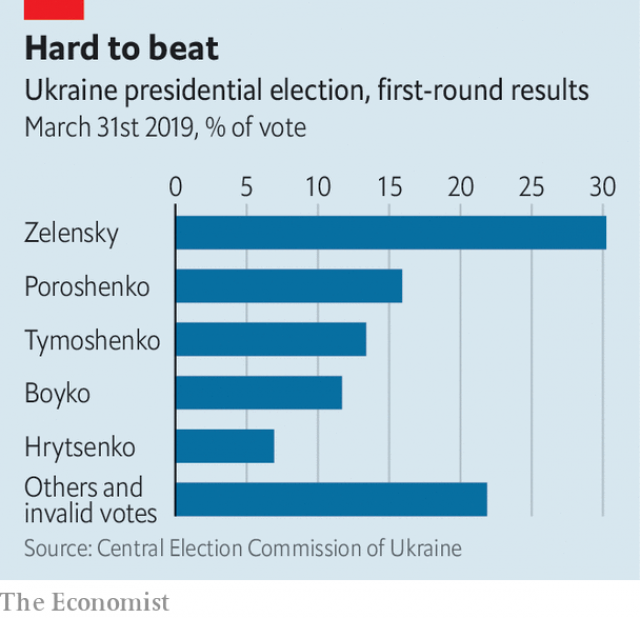 Hard to beat
Ukraine presidential election, first-round results
March 31st 2019, % of vote
0 5 10 15 20 25 30
Zelensky
Poroshenko
Tymoshenko
Boyko
Hrytsenko
Others and
invalid votes
Source: Central Election Commission of Ukraine
The Economist